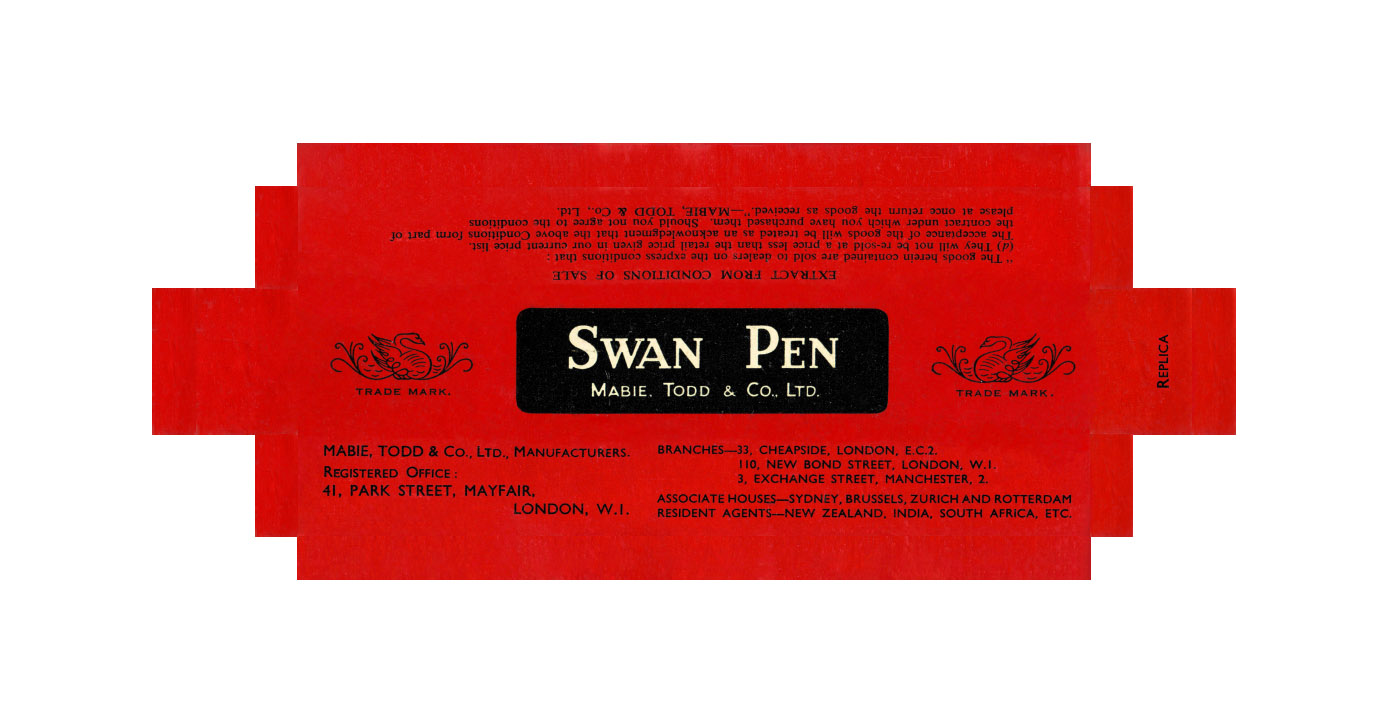 EXTRACT FROM CONDITIONS OF SALE
"The goods herein contained are sold to dealers on the express conditions that :
(d) They will not be re-sold at a price less than the retail price given in our current price list.
The acceptance of the goods will be treated as an acknowledgment that the above Conditions form part of
the contract under which you have purchased them. Should you not agree to the conditions
please at once return the goods as received."—MABIE, TODD & Co., Ltd.
SWAN PEN
MABIE, TODD & CO., LTD.
TRADE MARK.
TRADE MARK.
REPLICA
MABIE, TODD & CO., LTD., MANUFACTURERS.
REGISTERED OFFICE :
41, PARK STREET, MAYFAIR,
LONDON, W.1.
BRANCHES—33, CHEAPSIDE, LONDON, E.C.2.
110, NEW BOND STREET, LONDON, W.1.
3, EXCHANGE STREET, MANCHESTER, 2.
ASSOCIATE HOUSES—SYDNEY, BRUSSELS, ZURICH AND ROTTERDAM
RESIDENT AGENTS—NEW ZEALAND, INDIA, SOUTH AFRICA, ETC.